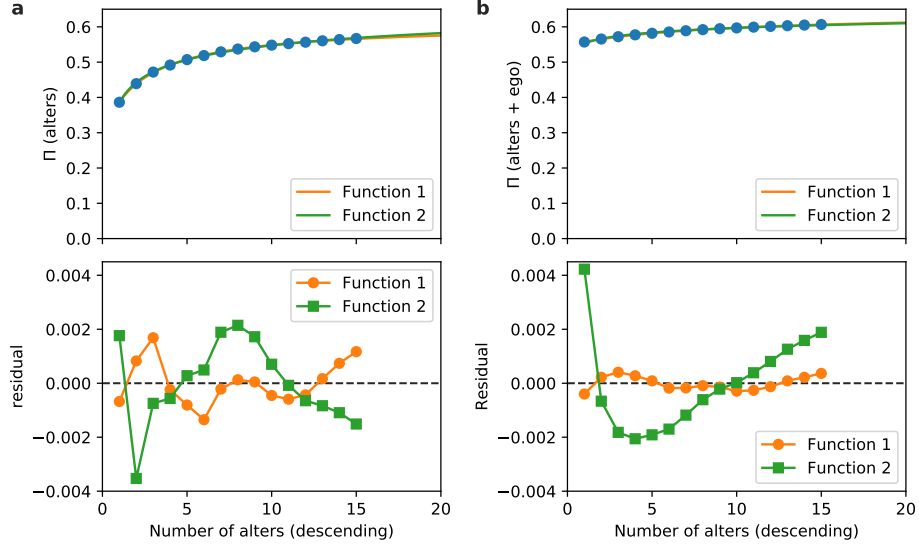 a
0.6
0.5
0.4
0.3
0.2
0.1
0.0
Π (alters)
Function 1
Function 2
b
0.6
0.5
0.4
0.3
0.2
0.1
0.0
Π (alters + ego)
Function 1
Function 2
0.004
0.002
0.000
−0.002
−0.004
residual
Function 1
Function 2
0
5
10
15
20
Number of alters (descending)
0.004
0.002
0.000
−0.002
−0.004
Residual
Function 1
Function 2
0
5
10
15
20
Number of alters (descending)